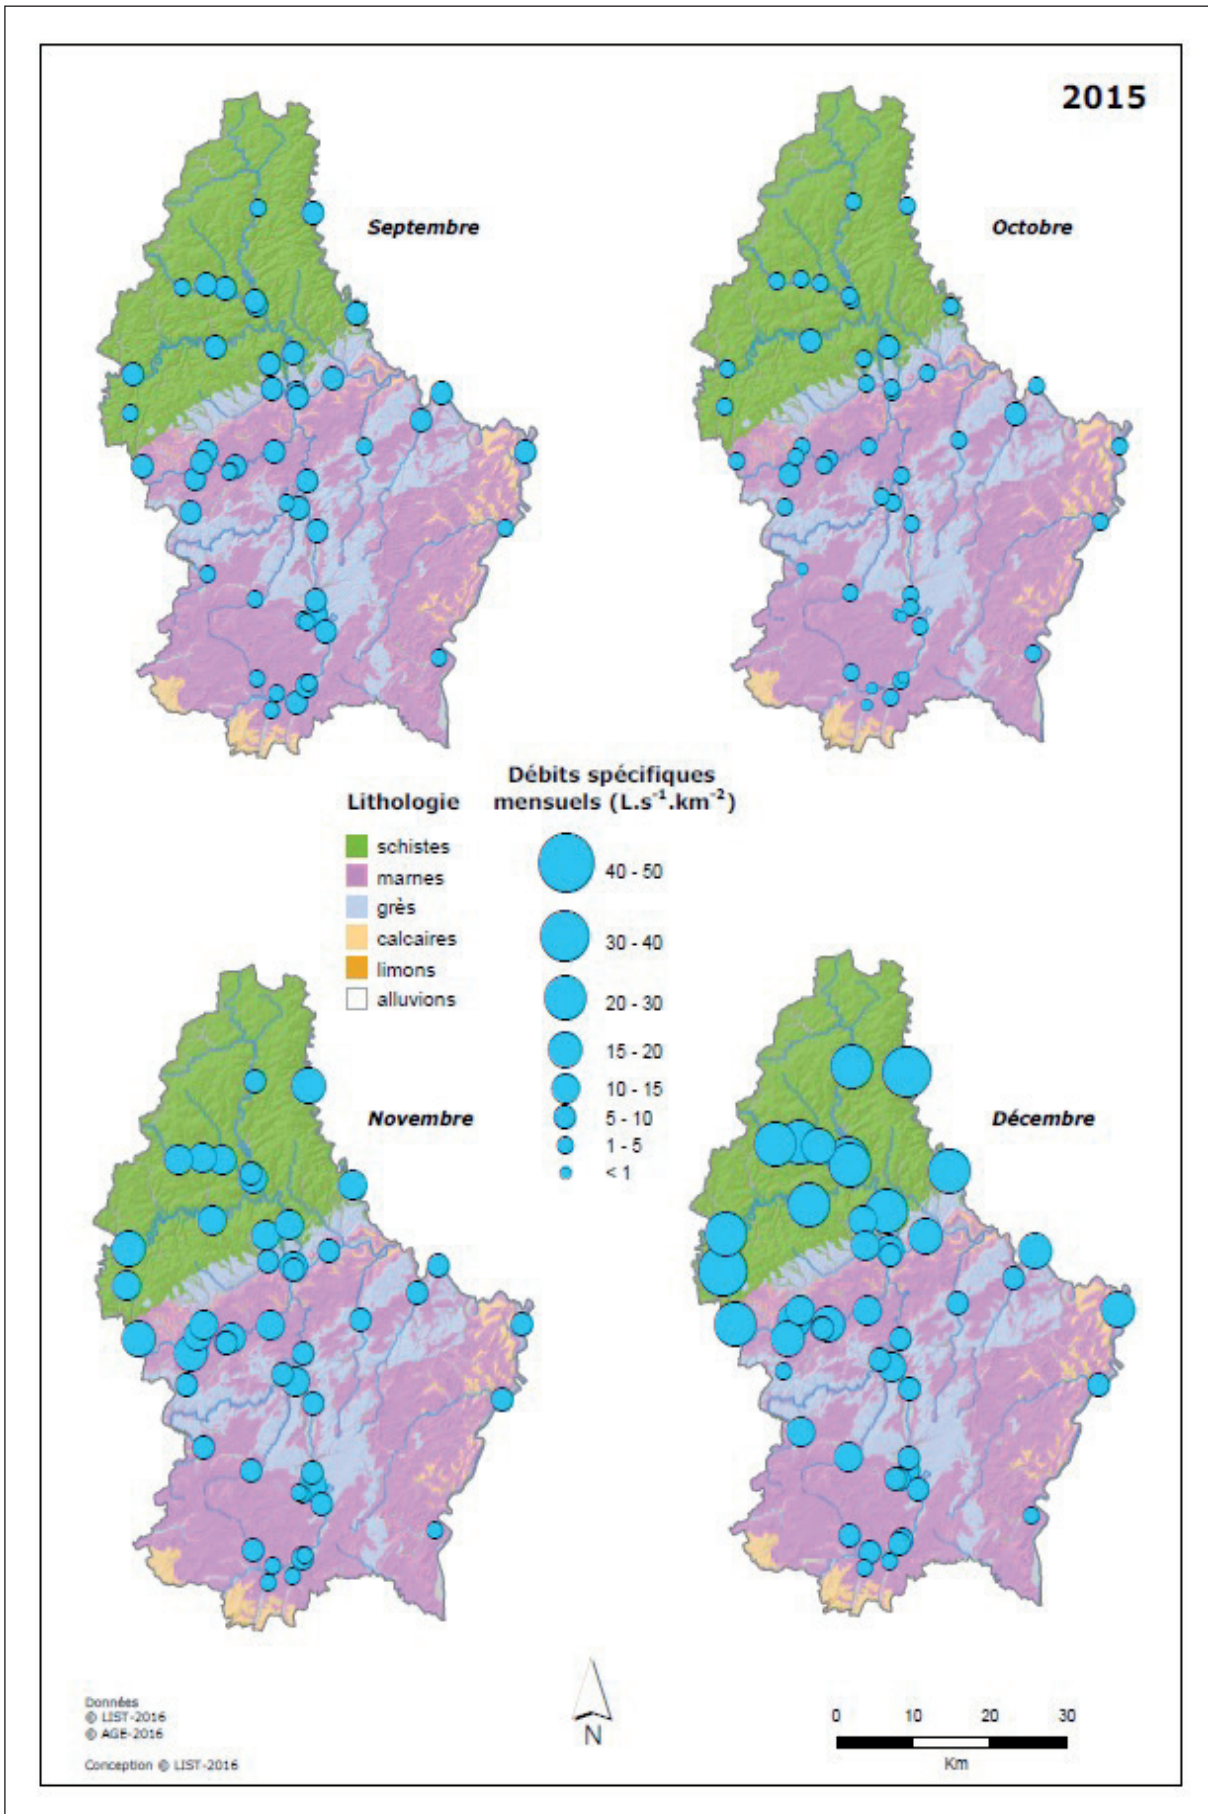 2015
Septembre
Octobre
Débits spécifiques
mensuels (L.s⁻¹.km⁻²)
Lithologie
schistes
marnes
grès
calcaires
limons
alluvions
40 - 50
30 - 40
20 - 30
15 - 20
10 - 15
5 - 10
1 - 5
< 1
Novembre
Décembre
Données
© LIST-2016
© AGE-2016
Conception © LIST-2016
N
0 10 20 30
Km